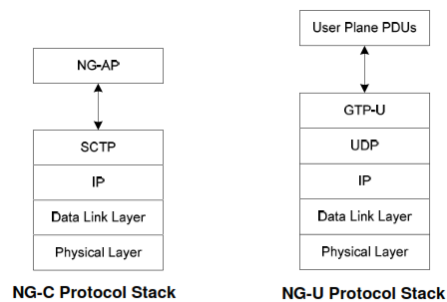 NG-AP
SCTP
IP
Data Link Layer
Physical Layer
NG-C Protocol Stack
User Plane PDUs
GTP-U
UDP
IP
Data Link Layer
Physical Layer
NG-U Protocol Stack